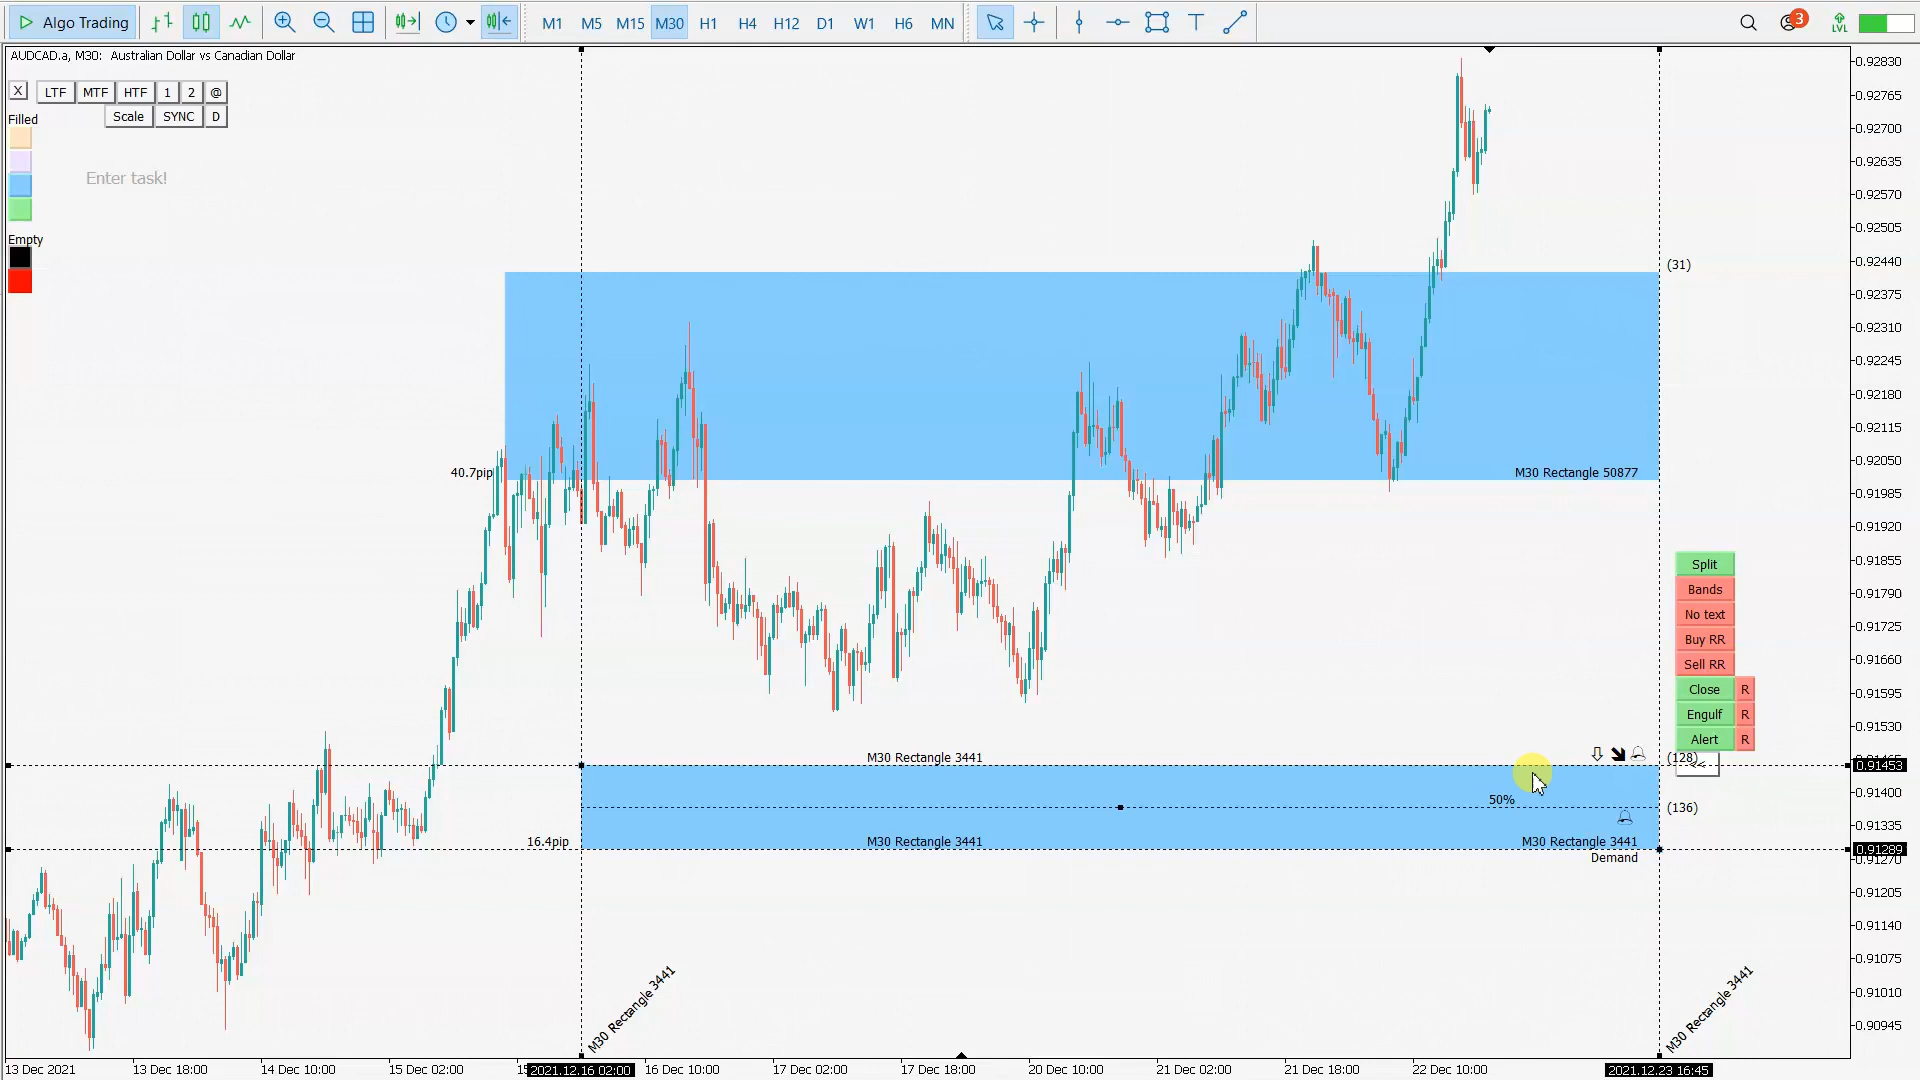 Algo Trading
M1 M5 M15 M30 H1 H4 H12 D1 W1 H6 MN
3
LVL
AUDCAD.a, M30: Australian Dollar vs Canadian Dollar
X LTF MTF HTF 1 2 @
Scale SYNC D
Filled
Enter task!
Empty
40.7pip
M30 Rectangle 50877
(31)
Split
Bands
No text
Buy RR
Sell RR
Close R
Engulf R
Alert R
<<
M30 Rectangle 3441
(128)
50%
(136)
16.4pip
M30 Rectangle 3441
M30 Rectangle 3441
Demand
M30 Rectangle 3441
M30 Rectangle 3441
0.92830
0.92765
0.92700
0.92635
0.92570
0.92505
0.92440
0.92375
0.92310
0.92245
0.92180
0.92115
0.92050
0.91985
0.91920
0.91855
0.91790
0.91725
0.91660
0.91595
0.91530
0.91453
0.91400
0.91335
0.91289
0.91270
0.91205
0.91140
0.91075
0.91010
0.90945
13 Dec 2021
13 Dec 18:00
14 Dec 10:00
15 Dec 02:00
2021.12.16 02:00
16 Dec 10:00
17 Dec 02:00
17 Dec 18:00
20 Dec 10:00
21 Dec 02:00
21 Dec 18:00
22 Dec 10:00
2021.12.23 16:45